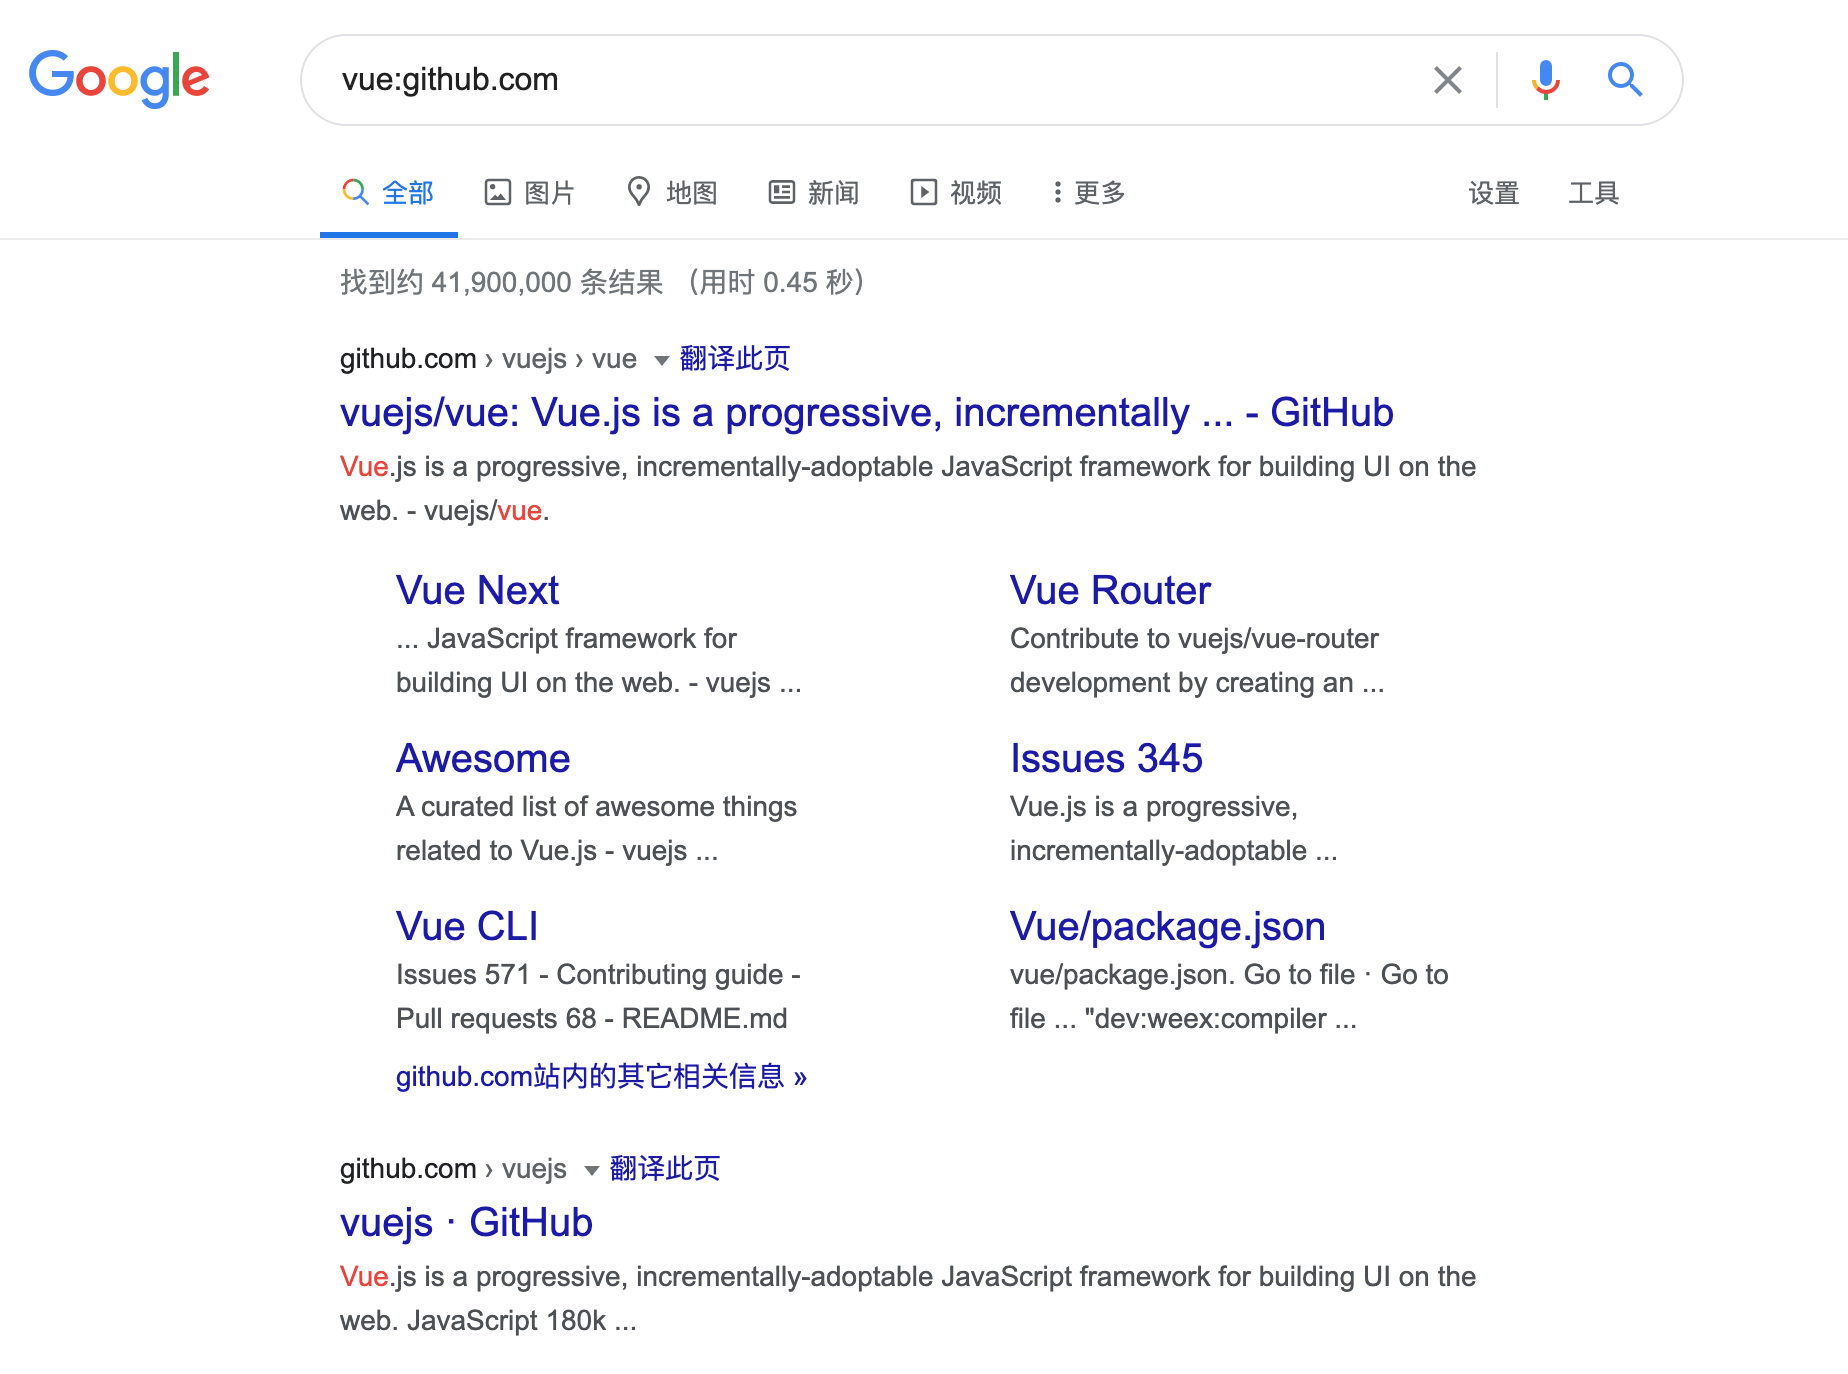 Google
vue:github.com
全部 图片 地图 新闻 视频 更多 设置 工具
找到约 41,900,000 条结果 （用时 0.45 秒）
github.com › vuejs › vue 翻译此页
vuejs/vue: Vue.js is a progressive, incrementally ... - GitHub
Vue.js is a progressive, incrementally-adoptable JavaScript framework for building UI on the
web. - vuejs/vue.
Vue Next
... JavaScript framework for
building UI on the web. - vuejs ...
Vue Router
Contribute to vuejs/vue-router
development by creating an ...
Awesome
A curated list of awesome things
related to Vue.js - vuejs ...
Issues 345
Vue.js is a progressive,
incrementally-adoptable ...
Vue CLI
Issues 571 - Contributing guide -
Pull requests 68 - README.md
Vue/package.json
vue/package.json. Go to file · Go to
file ... "dev:weex:compiler ...
github.com站内的其它相关信息 »
github.com › vuejs 翻译此页
vuejs · GitHub
Vue.js is a progressive, incrementally-adoptable JavaScript framework for building UI on the
web. JavaScript 180k ...